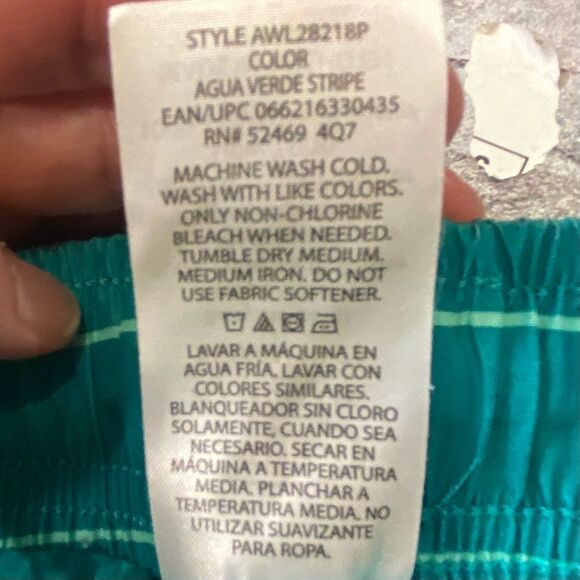 STYLE AWL28218P
COLOR
AGUA VERDE STRIPE
EAN/UPC 066216330435
RN# 52469 4Q7
MACHINE WASH COLD.
WASH WITH LIKE COLORS.
ONLY NON-CHLORINE
BLEACH WHEN NEEDED.
TUMBLE DRY MEDIUM.
MEDIUM IRON. DO NOT
USE FABRIC SOFTENER.
LAVAR A MÁQUINA EN
AGUA FRÍA. LAVAR CON
COLORES SIMILARES.
BLANQUEADOR SIN CLORO
SOLAMENTE, CUANDO SEA
NECESARIO. SECAR EN
MÁQUINA A TEMPERATURA
MEDIA. PLANCHAR A
TEMPERATURA MEDIA. NO
UTILIZAR SUAVIZANTE
PARA ROPA.